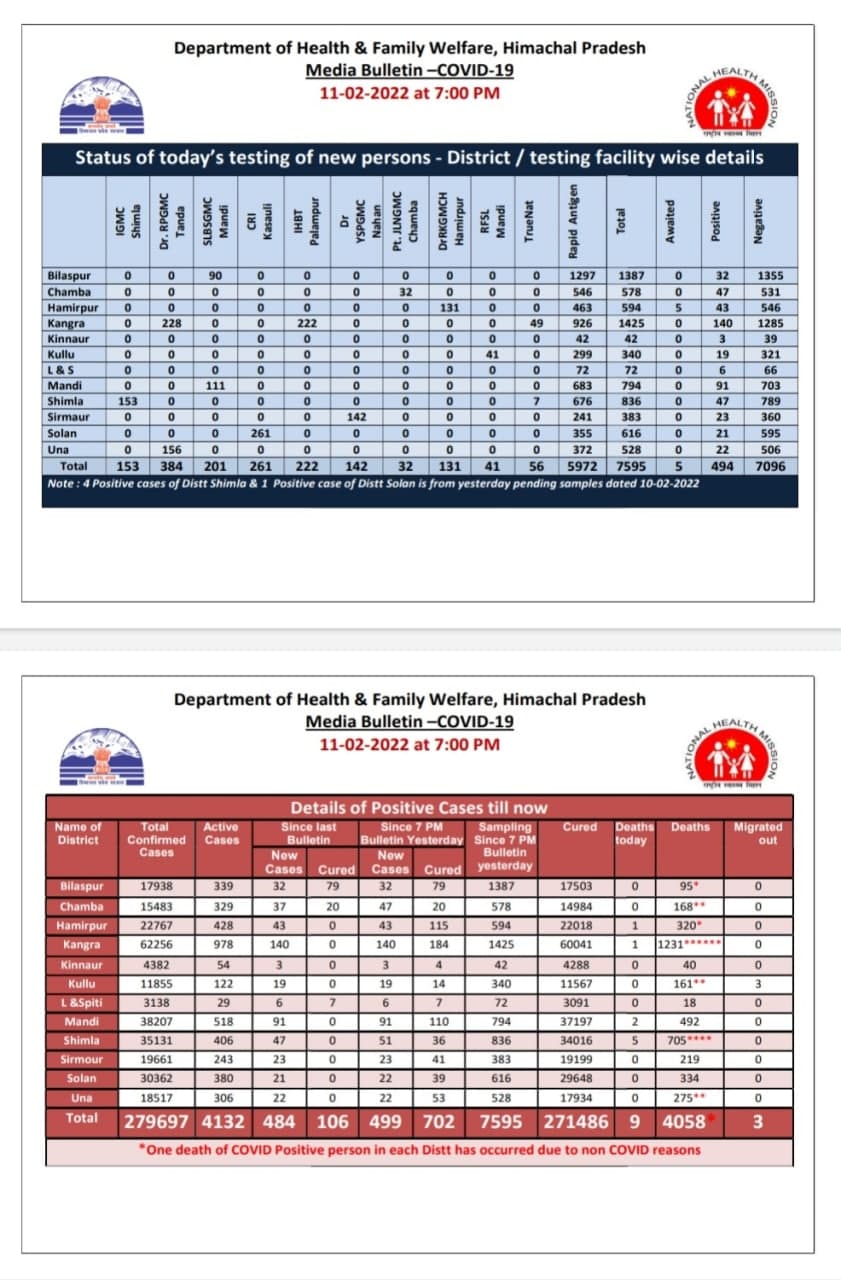 Department of Health & Family Welfare, Himachal Pradesh
Media Bulletin –COVID-19
11-02-2022 at 7:00 PM
NATIONAL HEALTH MISSION
Status of today's testing of new persons - District / testing facility wise details
IGMC Shimla Dr. RPGMC Tanda SLBSGMC Mandi CRI Kasauli IHBT Palampur Dr YSPGMC Nahan Pt. JLNGMC Chamba DrRKGMCH Hamirpur RFSL Mandi TrueNat Rapid Antigen Total Awaited Positive Negative
Bilaspur 0 0 90 0 0 0 0 0 0 0 1297 1387 0 32 1355
Chamba 0 0 0 0 0 0 32 0 0 0 546 578 0 47 531
Hamirpur 0 0 0 0 0 0 0 131 0 0 463 594 5 43 546
Kangra 0 228 0 0 222 0 0 0 0 49 926 1425 0 140 1285
Kinnaur 0 0 0 0 0 0 0 0 0 0 42 42 0 3 39
Kullu 0 0 0 0 0 0 0 0 41 0 299 340 0 19 321
L & S 0 0 0 0 0 0 0 0 0 0 72 72 0 6 66
Mandi 0 0 111 0 0 0 0 0 0 0 683 794 0 91 703
Shimla 153 0 0 0 0 0 0 0 0 7 676 836 0 47 789
Sirmaur 0 0 0 0 0 142 0 0 0 0 241 383 0 23 360
Solan 0 0 0 261 0 0 0 0 0 0 355 616 0 21 595
Una 0 156 0 0 0 0 0 0 0 0 372 528 0 22 506
Total 153 384 201 261 222 142 32 131 41 56 5972 7595 5 494 7096
Note : 4 Positive cases of Distt Shimla & 1 Positive case of Distt Solan is from yesterday pending samples dated 10-02-2022
Department of Health & Family Welfare, Himachal Pradesh
Media Bulletin –COVID-19
11-02-2022 at 7:00 PM
NATIONAL HEALTH MISSION
Details of Positive Cases till now
Name of District Total Confirmed Cases Active Cases Since last Bulletin Since 7 PM Bulletin Yesterday Sampling Since 7 PM Bulletin yesterday Cured Deaths today Deaths Migrated out
New Cases Cured New Cases Cured
Bilaspur 17938 339 32 79 32 79 1387 17503 0 95* 0
Chamba 15483 329 37 20 47 20 578 14984 0 168** 0
Hamirpur 22767 428 43 0 43 115 594 22018 1 320* 0
Kangra 62256 978 140 0 140 184 1425 60041 1 1231****** 0
Kinnaur 4382 54 3 0 3 4 42 4288 0 40 0
Kullu 11855 122 19 0 19 14 340 11567 0 161** 3
L &Spiti 3138 29 6 7 6 7 72 3091 0 18 0
Mandi 38207 518 91 0 91 110 794 37197 2 492 0
Shimla 35131 406 47 0 51 36 836 34016 5 705**** 0
Sirmour 19661 243 23 0 23 41 383 19199 0 219 0
Solan 30362 380 21 0 22 39 616 29648 0 334 0
Una 18517 306 22 0 22 53 528 17934 0 275** 0
Total 279697 4132 484 106 499 702 7595 271486 9 4058* 3
*One death of COVID Positive person in each Distt has occurred due to non COVID reasons